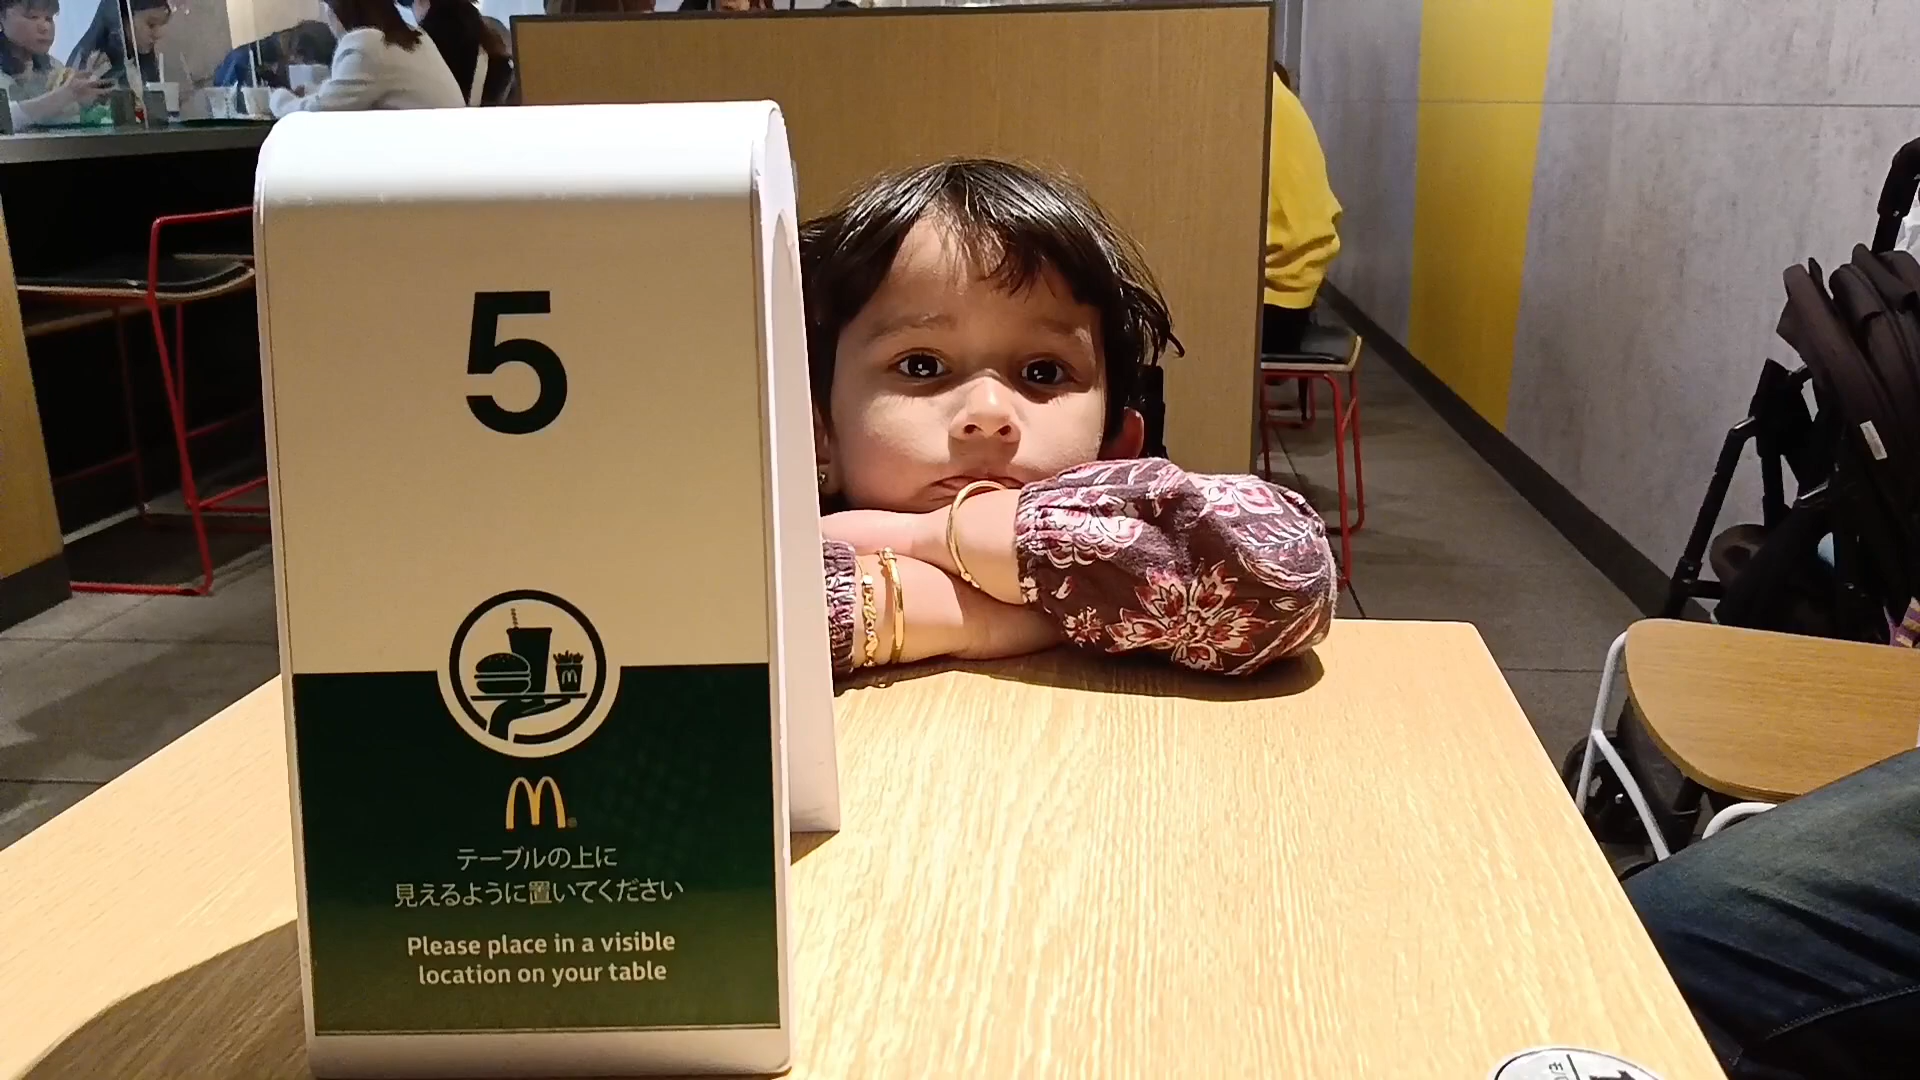 5
テーブルの上に
見えるように置いてください
Please place in a visible
location on your table